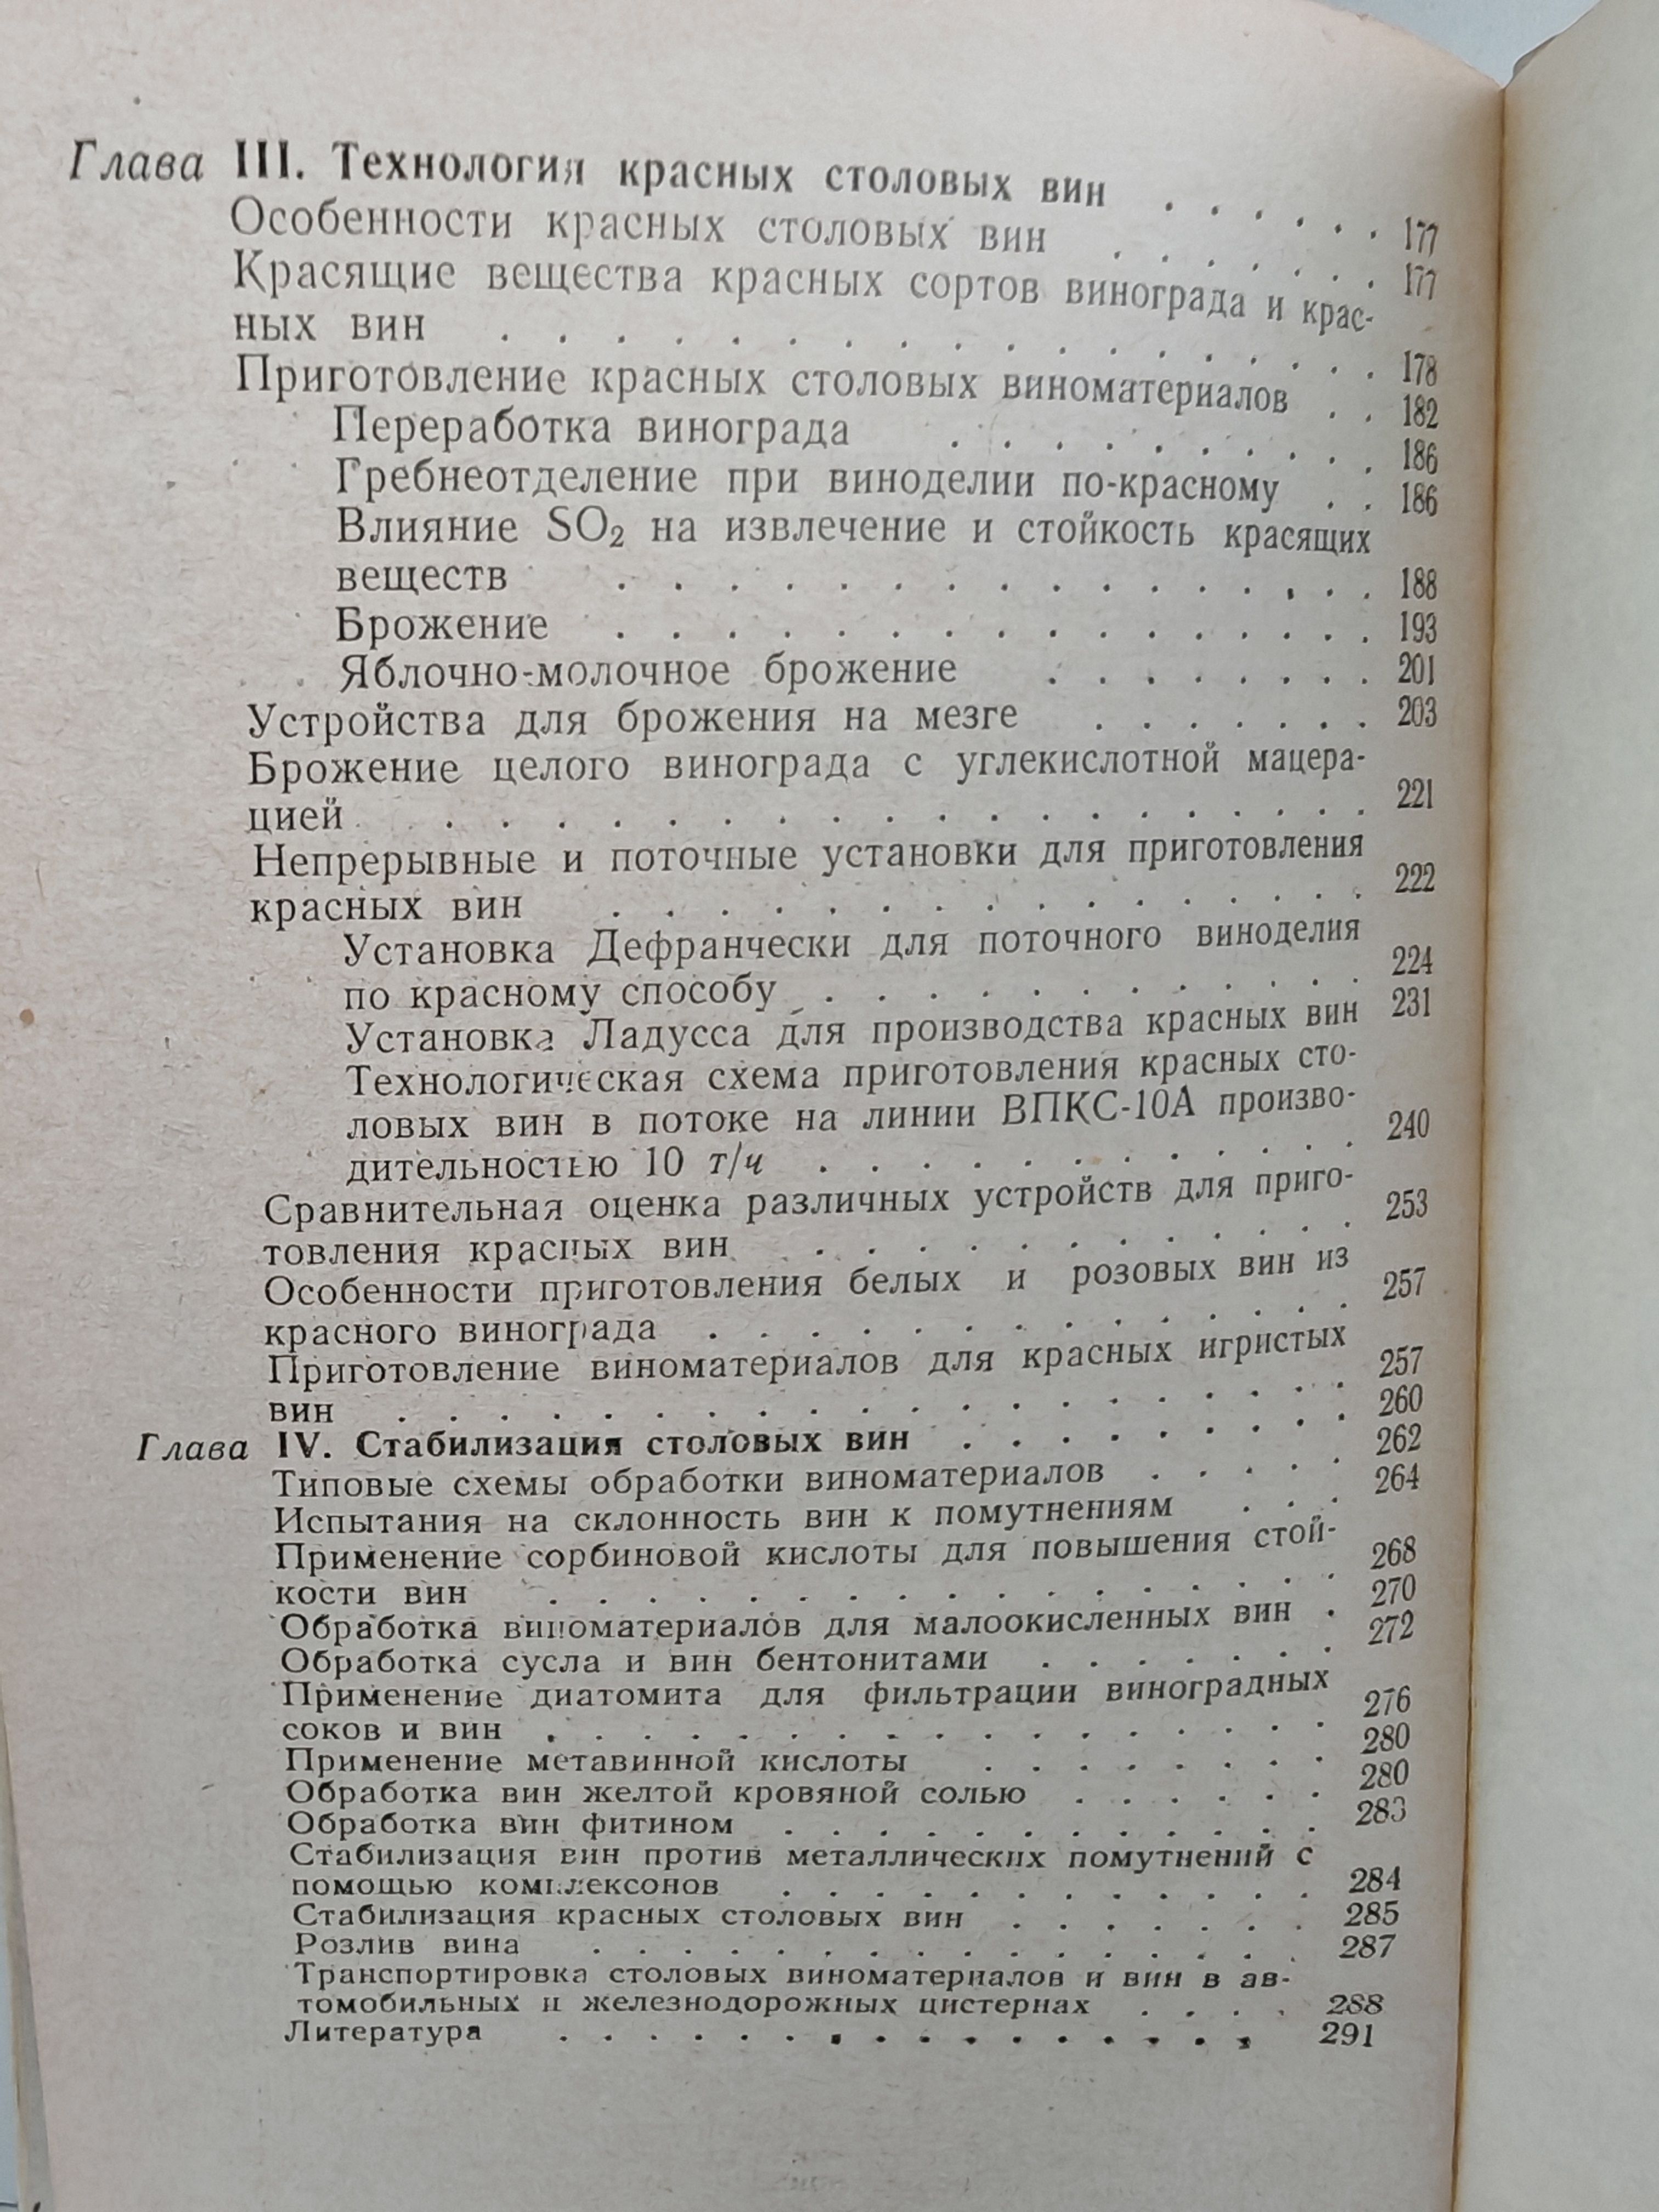 Глава III. Технология красных столовых вин . . . . . . 177
Особенности красных столовых вин . . . . . . 177
Красящие вещества красных сортов винограда и крас-
ных вин . . . . . . . . . . . . . . . . 178
Приготовление красных столовых виноматериалов . . 182
Переработка винограда . . . . . . . . . 186
Гребнеотделение при виноделии по-красному . . 186
Влияние SO₂ на извлечение и стойкость красящих
веществ . . . . . . . . . . . . . . 188
Брожение . . . . . . . . . . . . . . 193
Яблочно-молочное брожение . . . . . . . 201
Устройства для брожения на мезге . . . . . . 203
Брожение целого винограда с углекислотной мацера-
цией . . . . . . . . . . . . . . . . . 221
Непрерывные и поточные установки для приготовления
красных вин . . . . . . . . . . . . . . 222
Установка Дефранчески для поточного виноделия
по красному способу . . . . . . . . . . . 224
Установка Ладусса для производства красных вин 231
Технологическая схема приготовления красных сто-
ловых вин в потоке на линии ВПКС-10А произво-
дительностью 10 т/ч . . . . . . . . . . . 240
Сравнительная оценка различных устройств для приго-
товления красных вин . . . . . . . . . . . 253
Особенности приготовления белых и розовых вин из
красного винограда . . . . . . . . . . . . 257
Приготовление виноматериалов для красных игристых
вин . . . . . . . . . . . . . . . . . . 257
Глава IV. Стабилизация столовых вин . . . . . . . . 260
Типовые схемы обработки виноматериалов . . . . . 262
Испытания на склонность вин к помутнениям . . . 264
Применение сорбиновой кислоты для повышения стой-
кости вин . . . . . . . . . . . . . . . . 268
Обработка виноматериалов для малоокисленных вин . 270
Обработка сусла и вин бентонитами . . . . . . . 272
Применение диатомита для фильтрации виноградных
соков и вин . . . . . . . . . . . . . . . 276
Применение метавинной кислоты . . . . . . . 280
Обработка вин желтой кровяной солью . . . . . . 280
Обработка вин фитином . . . . . . . . . . . 283
Стабилизация вин против металлических помутнений с
помощью комплексонов . . . . . . . . . . . 284
Стабилизация красных столовых вин . . . . . . . 285
Розлив вина . . . . . . . . . . . . . . . 287
Транспортировка столовых виноматериалов и вин в ав-
томобильных и железнодорожных цистернах . . . . 288
Литература . . . . . . . . . . . . . . . 291